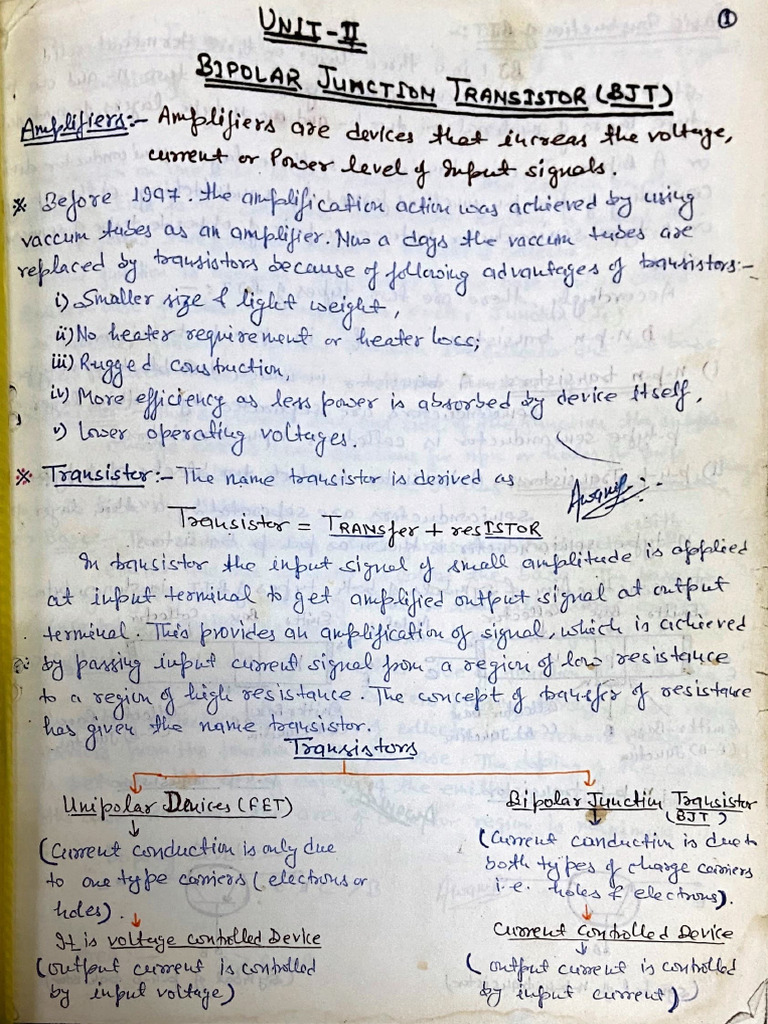 ①
UNIT-II
BIPOLAR JUNCTION TRANSISTOR (BJT)
Amplifiers:- Amplifiers are devices that increas the voltage,
current or Power level of Input signals.
* Before 1947. the amplification action was achieved by using
vaccum tubes as an amplifier. Now a days the vaccum tubes are
replaced by transistors because of following advantages of transistors:-
i) Smaller size & light weight,
ii) No heater requirement or heater loss;
iii) Rugged construction,
iv) More efficiency as less power is absorbed by device itself,
v) Lower operating voltages.
* Transistor:- The name transistor is derived as
Transistor = TRANSfer + resISTOR
In transistor the input signal of small amplitude is applied
at input terminal to get amplified output signal at output
terminal. This provides an amplification of signal, which is achieved
by passing input current signal from a region of low resistance
to a region of high resistance. The concept of transfer of resistance
has given the name transistor.
Transistors
Unipolar Devices (FET)
(Current conduction is only due
to one type carriers (electrons or
holes).
It is voltage controlled Device
(output current is controlled
by input voltage)
Bipolar Junction Transistor
(BJT)
(Current conduction is due to
both types of charge carriers
i.e. holes & electrons).
Current Controlled Device
(output current is controlled
by input current)